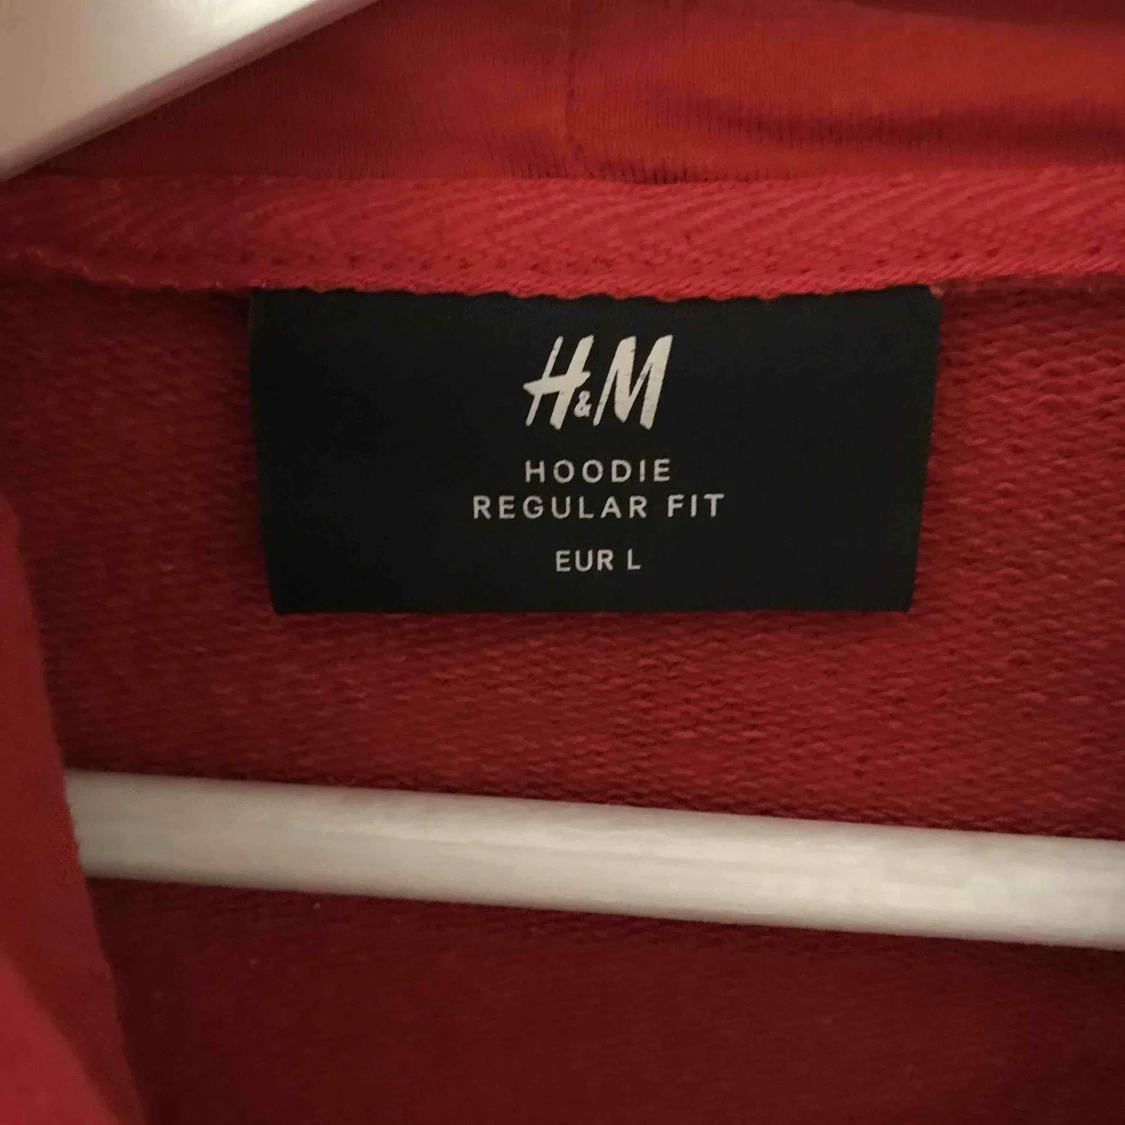 H&M
HOODIE
REGULAR FIT
EUR L